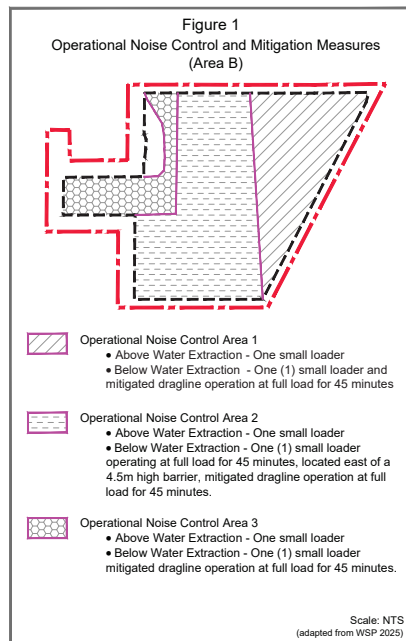 Figure 1
Operational Noise Control and Mitigation Measures
(Area B)
Operational Noise Control Area 1
• Above Water Extraction - One small loader
• Below Water Extraction - One (1) small loader and
mitigated dragline operation at full load for 45 minutes
Operational Noise Control Area 2
• Above Water Extraction - One small loader
• Below Water Extraction - One (1) small loader
operating at full load for 45 minutes, located east of a
4.5m high barrier, mitigated dragline operation at full
load for 45 minutes.
Operational Noise Control Area 3
• Above Water Extraction - One small loader
• Below Water Extraction - One (1) small loader
mitigated dragline operation at full load for 45 minutes.
Scale: NTS
(adapted from WSP 2025)